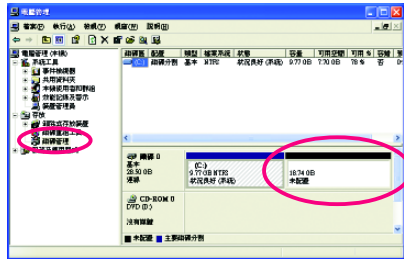 電腦管理
檔案(F) 執行(A) 檢視(V) 視窗(W) 說明(H)
電腦管理 (本機)
系統工具
事件檢視器
共用資料夾
本機使用者和群組
效能記錄及警示
裝置管理員
存放
卸除式存放裝置
磁碟重組工具
磁碟管理
服務及應用程式
磁碟區 配置 類型 檔案系統 狀態 容量 可用空間 可用 %
(C:) 磁碟分割 基本 NTFS 狀況良好 (系統) 9.77 GB 7.70 GB 78 % 否
磁碟 0
基本
28.50 GB
連線
(C:)
9.77 GB NTFS
狀況良好 (系統)
18.74 GB
未配置
CD-ROM 0
DVD (D:)
沒有媒體
未配置 主要磁碟分割